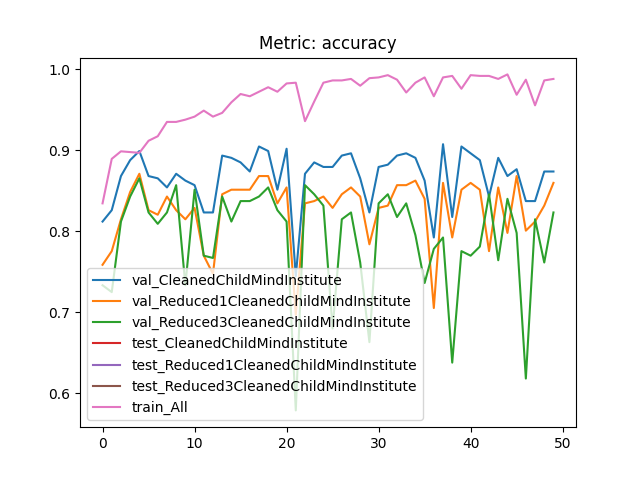 Metric: accuracy
1.0
0.9
0.8
0.7
0.6
val_CleanedChildMindInstitute
val_Reduced1CleanedChildMindInstitute
val_Reduced3CleanedChildMindInstitute
test_CleanedChildMindInstitute
test_Reduced1CleanedChildMindInstitute
test_Reduced3CleanedChildMindInstitute
train_All
0 10 20 30 40 50